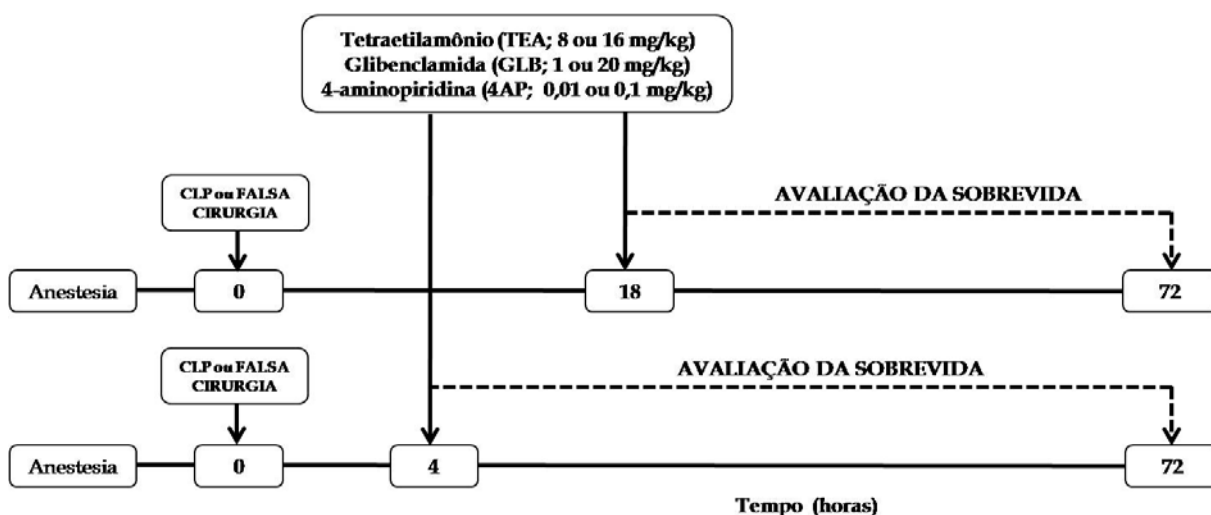 Tetraetilamônio (TEA; 8 ou 16 mg/kg)
Glibenclamida (GLB; 1 ou 20 mg/kg)
4-aminopiridina (4AP;  0,01 ou 0,1 mg/kg)
CLP ou FALSA
CIRURGIA
AVALIAÇÃO DA SOBREVIDA
Anestesia
0
18
72
CLP ou FALSA
CIRURGIA
AVALIAÇÃO DA SOBREVIDA
Anestesia
0
4
72
Tempo (horas)